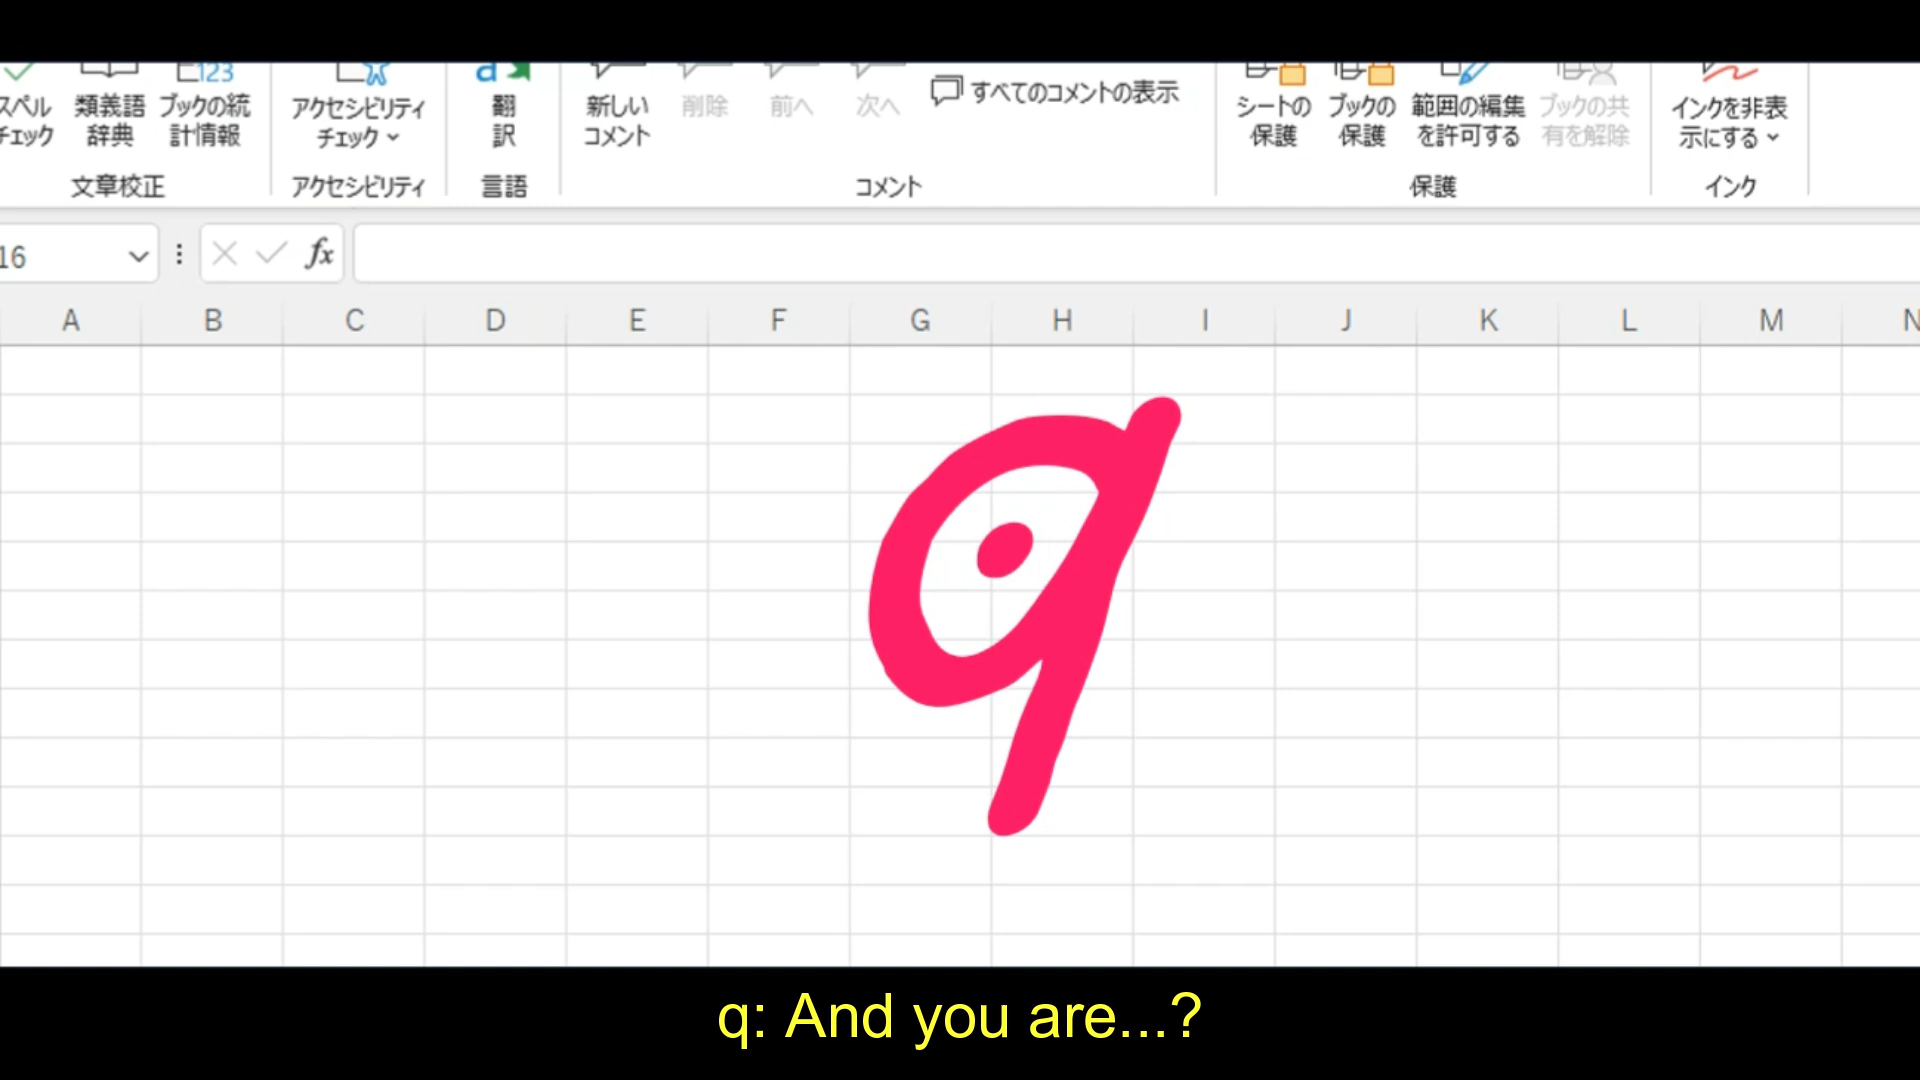 スペル 類義語 ブックの統 アクセシビリティ 翻 新しい 削除 前へ 次へ すべてのコメントの表示 シートの ブックの 範囲の編集 ブックの共 インクを非表
チェック 辞典 計情報 チェック 訳 コメント 保護 保護 を許可する 有を解除 示にする
文章校正 アクセシビリティ 言語 コメント 保護 インク
16 fx
A B C D E F G H I J K L M N
q
q: And you are...?